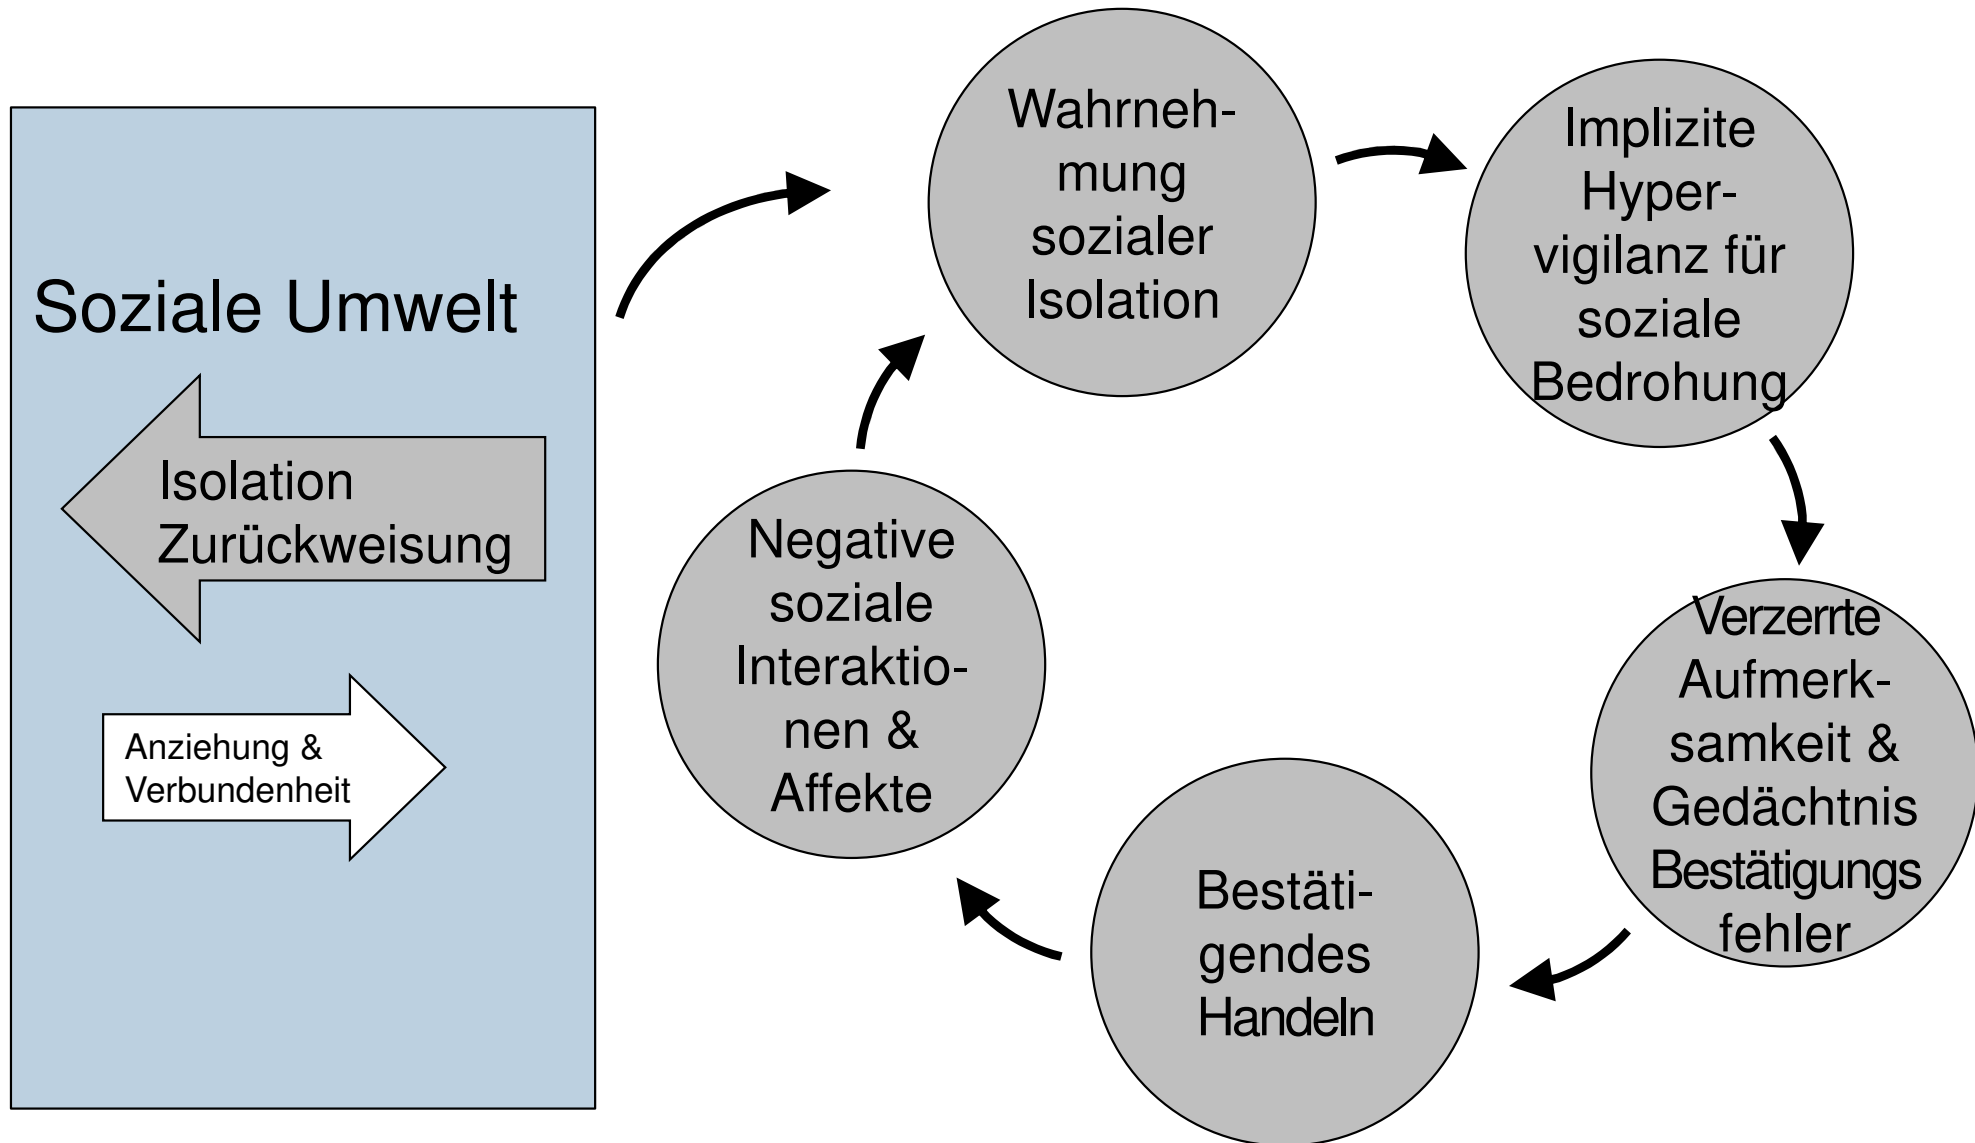 Soziale Umwelt
Isolation
Zurückweisung
Anziehung &
Verbundenheit
Wahrneh-
mung
sozialer
Isolation
Implizite
Hyper-
vigilanz für
soziale
Bedrohung
Verzerrte
Aufmerk-
samkeit &
Gedächtnis
Bestätigungs
fehler
Bestäti-
gendes
Handeln
Negative
soziale
Interaktio-
nen &
Affekte